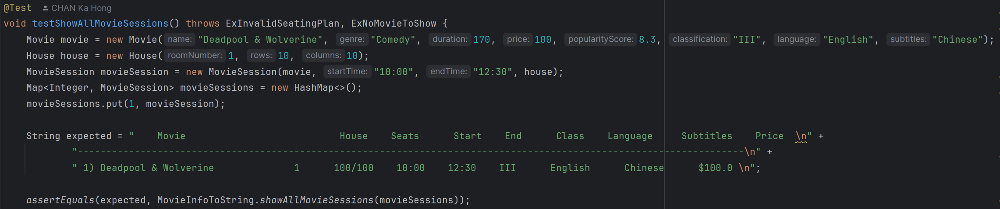 @Test CHAN Ka Hong
void testShowAllMovieSessions() throws ExInvalidSeatingPlan, ExNoMovieToShow {
    Movie movie = new Movie( name: "Deadpool & Wolverine", genre: "Comedy", duration: 170, price: 100, popularityScore: 8.3, classification: "III", language: "English", subtitles: "Chinese");
    House house = new House( roomNumber: 1, rows: 10, columns: 10);
    MovieSession movieSession = new MovieSession(movie, startTime: "10:00", endTime: "12:30", house);
    Map<Integer, MovieSession> movieSessions = new HashMap<>();
    movieSessions.put(1, movieSession);
    String expected = "    Movie                           House    Seats      Start    End      Class    Language     Subtitles    Price  \n" +
            "---------------------------------------------------------------------------------------------------------------------\n" +
            " 1) Deadpool & Wolverine              1      100/100    10:00    12:30    III      English      Chinese      $100.0 \n";
    assertEquals(expected, MovieInfoToString.showAllMovieSessions(movieSessions));